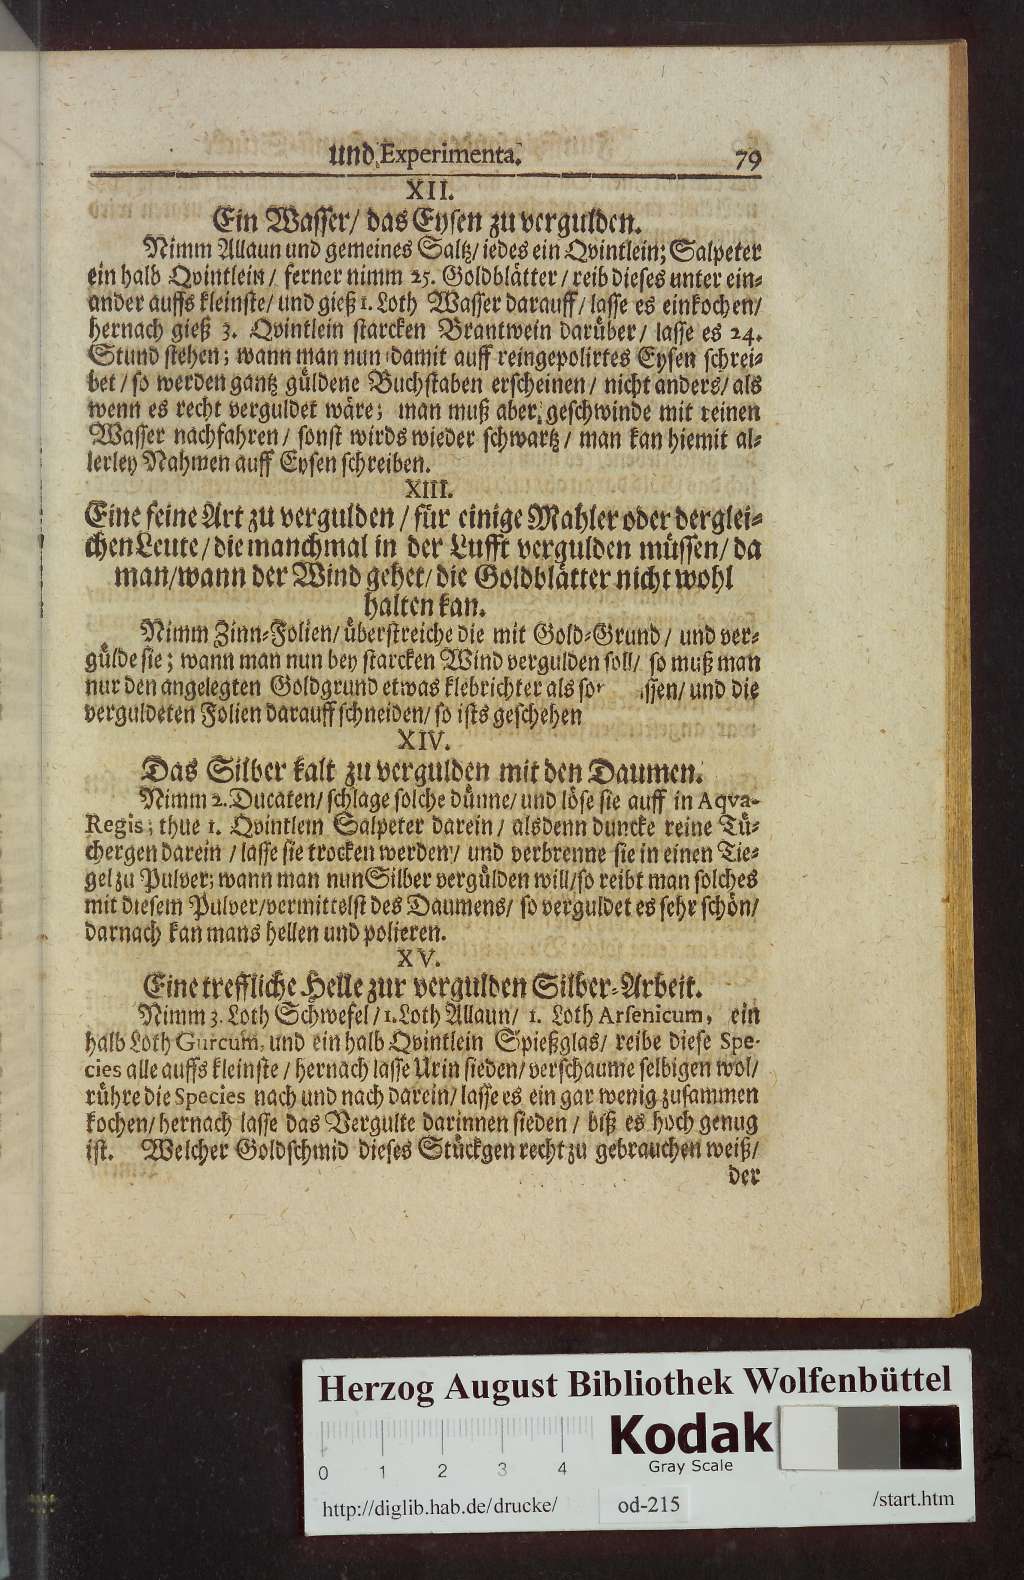 und Experimenta. 79
XII.
Ein Wasser/ das Eysen zu vergulden.
Nimm Allaun und gemeines Saltz/ iedes ein Qvintlein; Salpeter
ein halb Qvintlein/ ferner nimm 25. Goldblätter/ reib dieses unter ein-
ander auffs kleinste/ und gieß 1. Loth Wasser darauff/ lasse es einkochen/
hernach gieß 3. Qvintlein starcken Brantwein darüber/ lasse es 24.
Stund stehen; wann man nun damit auff reingepolirtes Eysen schrei-
bet/ so werden gantz güldene Buchstaben erscheinen/ nicht anders/ als
wenn es recht verguldet wäre; man muß aber geschwinde mit reinen
Wasser nachfahren/ sonst wirds wieder schwartz/ man kan hiemit al-
lerley Nahmen auff Eysen schreiben.
XIII.
Eine feine Art zu vergulden/ für einige Mahler oder derglei-
chen Leute/ die manchmal in der Lufft vergulden müssen/ da
man/ wann der Wind gehet/ die Goldblätter nicht wohl
halten kan.
Nimm Zinn-Folien/ überstreiche die mit Gold-Grund/ und ver-
gülde sie; wann man nun bey starcken Wind vergulden soll/ so muß man
nur den angelegten Goldgrund etwas klebrichter als und die
verguldeten Folien darauff schneiden/ so ists geschehen
XIV.
Das Silber kalt zu vergulden mit den Daumen.
Nimm 2. Ducaten/ schlage solche dünne/ und löse sie auff in Aqva-
Regis; thue 1. Qvintlein Salpeter darein/ alsdenn duncke reine Tü-
chergen darein/ lasse sie trocken werden/ und verbrenne sie in einen Tie-
gel zu Pulver; wann man nun Silber vergülden will/ so reibt man solches
mit diesem Pulver/ vermittelst des Daumens/ so verguldet es sehr schön/
darnach kan mans hellen und polieren.
XV.
Eine treffliche Helle zur vergulden Silber-Arbeit.
Nimm 3. Loth Schwefel/ 1. Loth Allaun/ 1. Loth Arsenicum, ein
halb Loth Gurcum, und ein halb Qvintlein Spießglas/ reibe diese Spe-
cies alle auffs kleinste/ hernach lasse Urin sieden/ verschaume selbigen wol/
rühre die Species nach und nach darein/ lasse es ein gar wenig zusammen
kochen/ hernach lasse das Vergulte darinnen sieden/ biß es hoch genug
ist. Welcher Goldschmid dieses Stückgen recht zu gebrauchen weiß/
der
Herzog August Bibliothek Wolfenbüttel
Kodak
Gray Scale
0 1 2 3 4
http://diglib.hab.de/drucke/ od-215 /start.htm